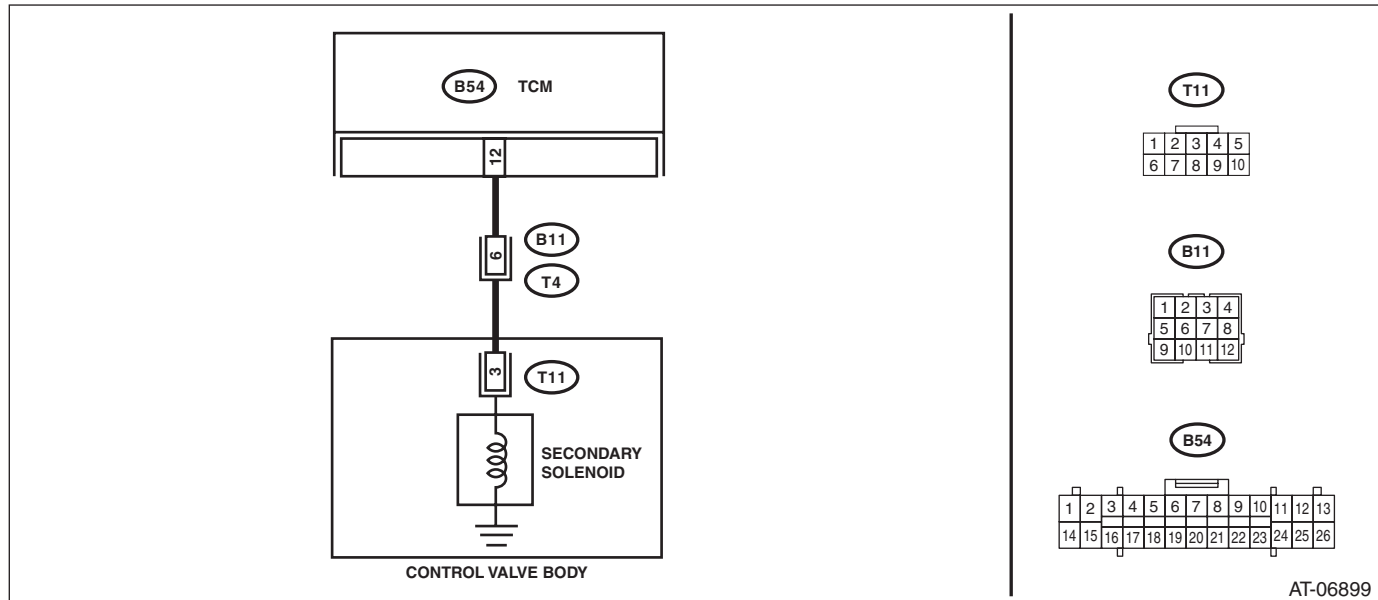 B54 TCM
12
6
B11
T4
3
T11
SECONDARY
SOLENOID
CONTROL VALVE BODY
T11
1 2 3 4 5
6 7 8 9 10
B11
1 2 3 4
5 6 7 8
9 10 11 12
B54
1 2 3 4 5 6 7 8 9 10 11 12 13
14 15 16 17 18 19 20 21 22 23 24 25 26
AT-06899